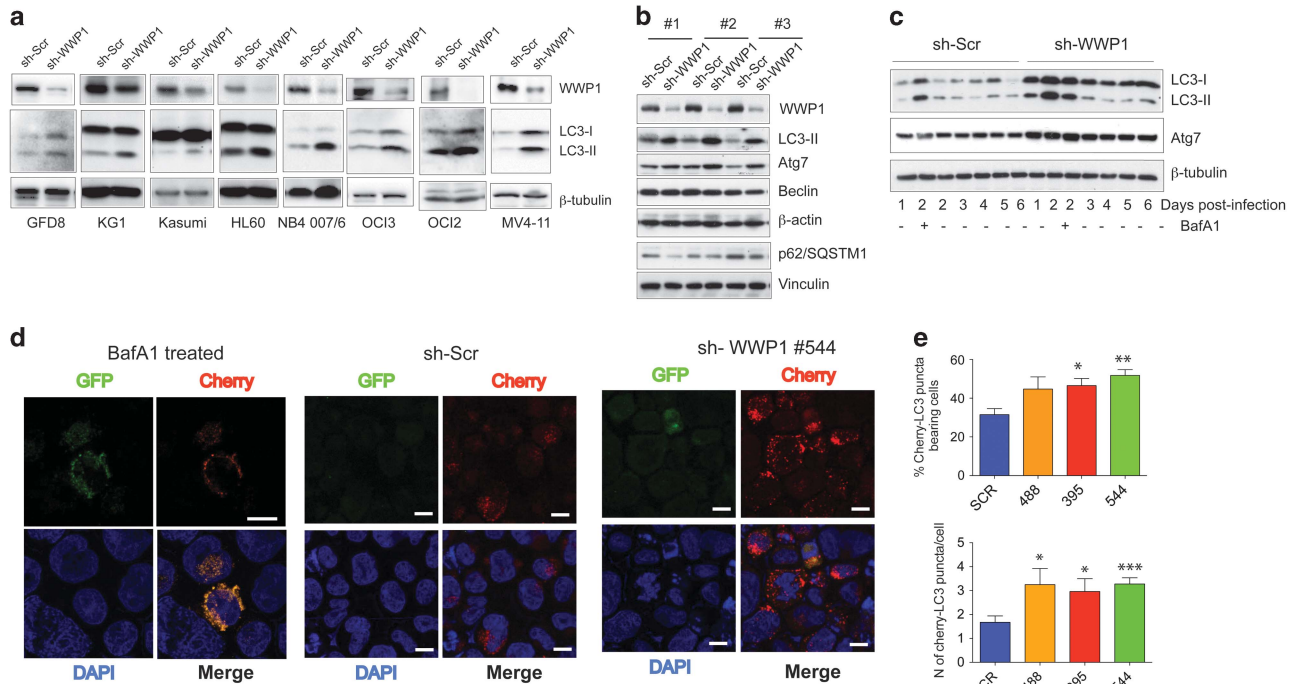 a
sh-Scr sh-WWP1 sh-Scr sh-WWP1 sh-Scr sh-WWP1 sh-Scr sh-WWP1 sh-Scr sh-WWP1 sh-Scr sh-WWP1 sh-Scr sh-WWP1 sh-Scr sh-WWP1
WWP1
LC3-I
LC3-II
β-tubulin
GFD8 KG1 Kasumi HL60 NB4 007/6 OCI3 OCI2 MV4-11
b
#1 #2 #3
sh-Scr sh-WWP1 sh-Scr sh-WWP1 sh-Scr sh-WWP1
WWP1
LC3-II
Atg7
Beclin
β-actin
p62/SQSTM1
Vinculin
c
sh-Scr sh-WWP1
LC3-I
LC3-II
Atg7
β-tubulin
1 2 2 3 4 5 6 1 2 2 3 4 5 6 Days post-infection
- + - - - - - - - + - - - - - BafA1
d
BafA1 treated
GFP Cherry
DAPI Merge
sh-Scr
GFP Cherry
DAPI Merge
sh- WWP1 #544
GFP Cherry
DAPI Merge
e
% Cherry-LC3 puncta
bearing cells
60
40
20
0
* **
SCR 488 395 544
N of cherry-LC3 puncta/cell
5
4
3
2
1
0
* * ***